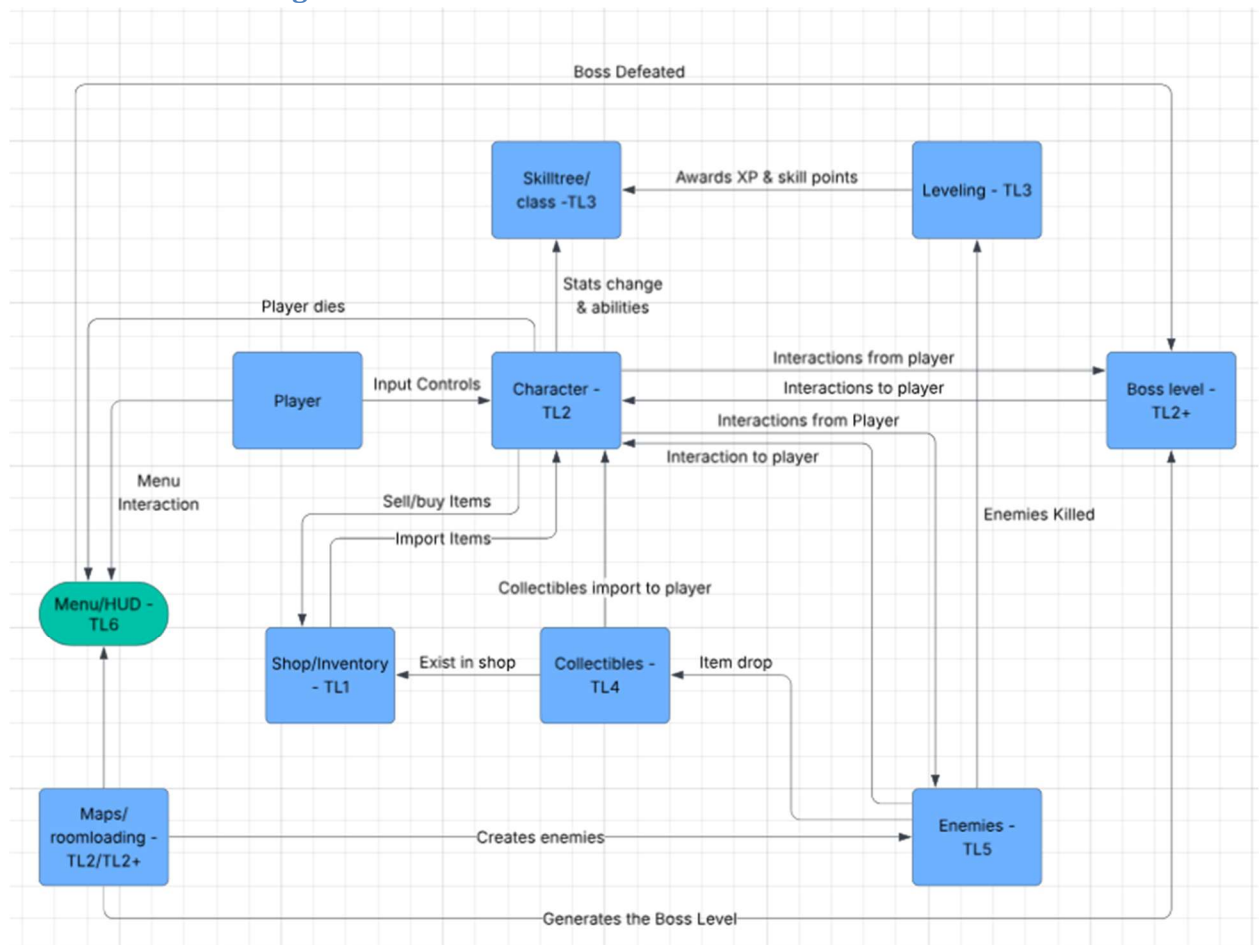 g
Boss Defeated
Skilltree/
class -TL3
Awards XP & skill points
Leveling - TL3
Stats change
& abilities
Player dies
Player
Input Controls
Character -
TL2
Interactions from player
Interactions to player
Interactions from Player
Interaction to player
Boss level -
TL2+
Menu
Interaction
Sell/buy Items
Import Items
Enemies Killed
Collectibles import to player
Menu/HUD -
TL6
Shop/Inventory
- TL1
Exist in shop
Collectibles -
TL4
Item drop
Maps/
roomloading -
TL2/TL2+
Creates enemies
Enemies -
TL5
Generates the Boss Level